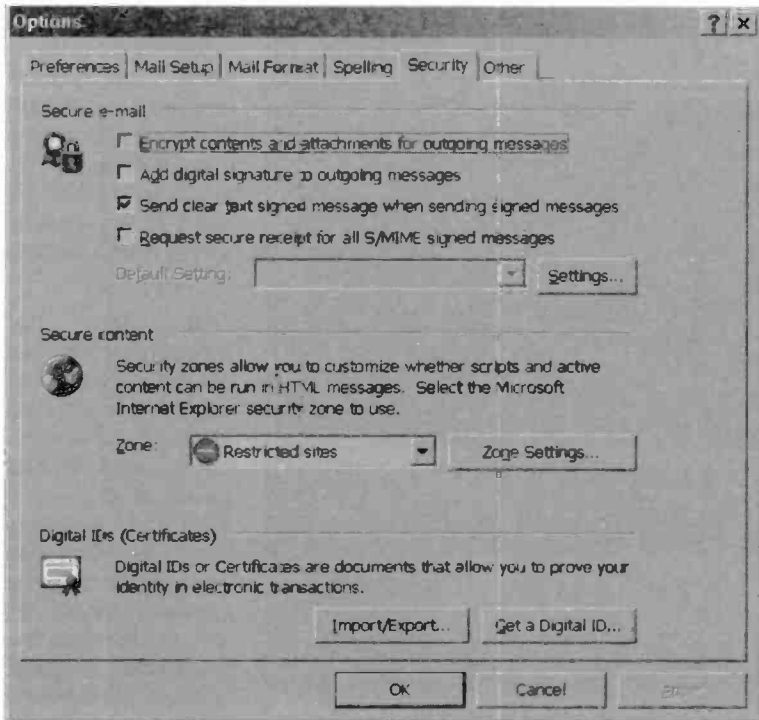 Options
Preferences Mail Setup Mail Format Spelling Security Other
Secure e-mail
Encrypt contents and attachments for outgoing messages
Add digital signature to outgoing messages
Send clear text signed message when sending signed messages
Request secure receipt for all S/MIME signed messages
Default Setting: Settings...
Secure content
Security zones allow you to customize whether scripts and active
content can be run in HTML messages. Select the Microsoft
Internet Explorer security zone to use.
Zone: Restricted sites Zone Settings...
Digital IDs (Certificates)
Digital IDs or Certificates are documents that allow you to prove your
identity in electronic transactions.
Import/Export... Get a Digital ID...
OK Cancel